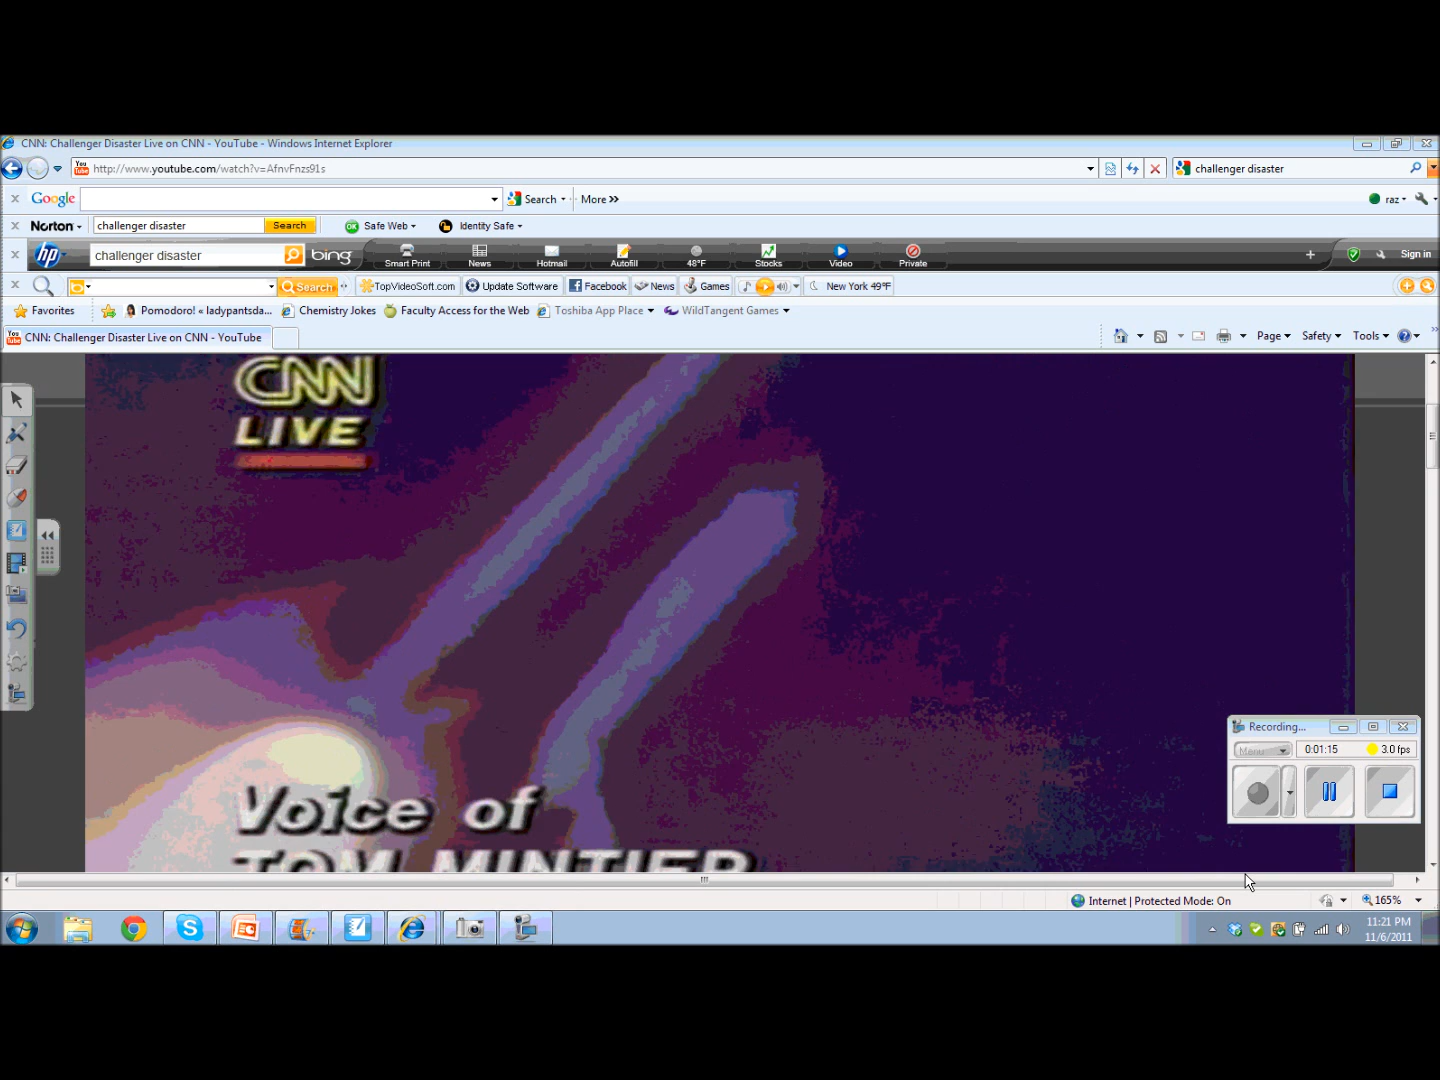 CNN: Challenger Disaster Live on CNN - YouTube - Windows Internet Explorer
http://www.youtube.com/watch?v=AfnvFnzs91s
challenger disaster
Google
Search
More »
raz
Norton
challenger disaster
Search
Safe Web
Identity Safe
hp
challenger disaster
bing
Smart Print
News
Hotmail
Autofill
48°F
Stocks
Video
Private
Sign in
Search
TopVideoSoft.com
Update Software
Facebook
News
Games
New York 49°F
Favorites
Pomodoro! « ladypantsda...
Chemistry Jokes
Faculty Access for the Web
Toshiba App Place
WildTangent Games
CNN: Challenger Disaster Live on CNN - YouTube
Page
Safety
Tools
CNN
LIVE
Recording...
Menu
0:01:15
3.0 fps
Voice of
TOM MINTIER
Internet | Protected Mode: On
165%
11:21 PM
11/6/2011